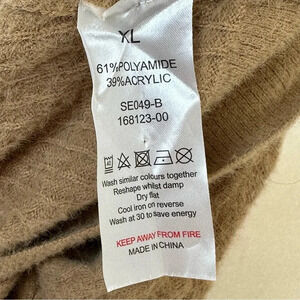 XL
61%POLYAMIDE
39%ACRYLIC
SE049-B
168123-00
Wash similar colours together
Reshape whilst damp
Dry flat
Cool iron on reverse
Wash at 30 to save energy
KEEP AWAY FROM FIRE
MADE IN CHINA